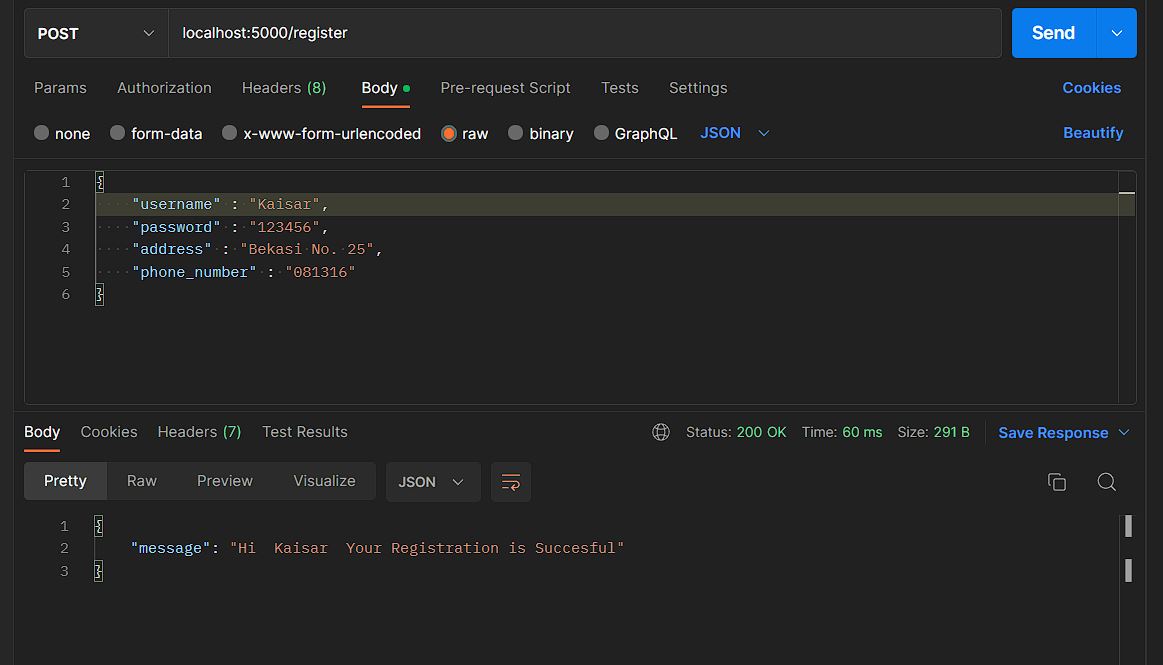 POST localhost:5000/register Send
Params Authorization Headers (8) Body Pre-request Script Tests Settings Cookies
none form-data x-www-form-urlencoded raw binary GraphQL JSON Beautify
1 {
2 "username" : "Kaisar",
3 "password" : "123456",
4 "address" : "Bekasi No. 25",
5 "phone_number" : "081316"
6 }
Body Cookies Headers (7) Test Results Status: 200 OK Time: 60 ms Size: 291 B Save Response
Pretty Raw Preview Visualize JSON
1 {
2 "message": "Hi  Kaisar  Your Registration is Succesful"
3 }